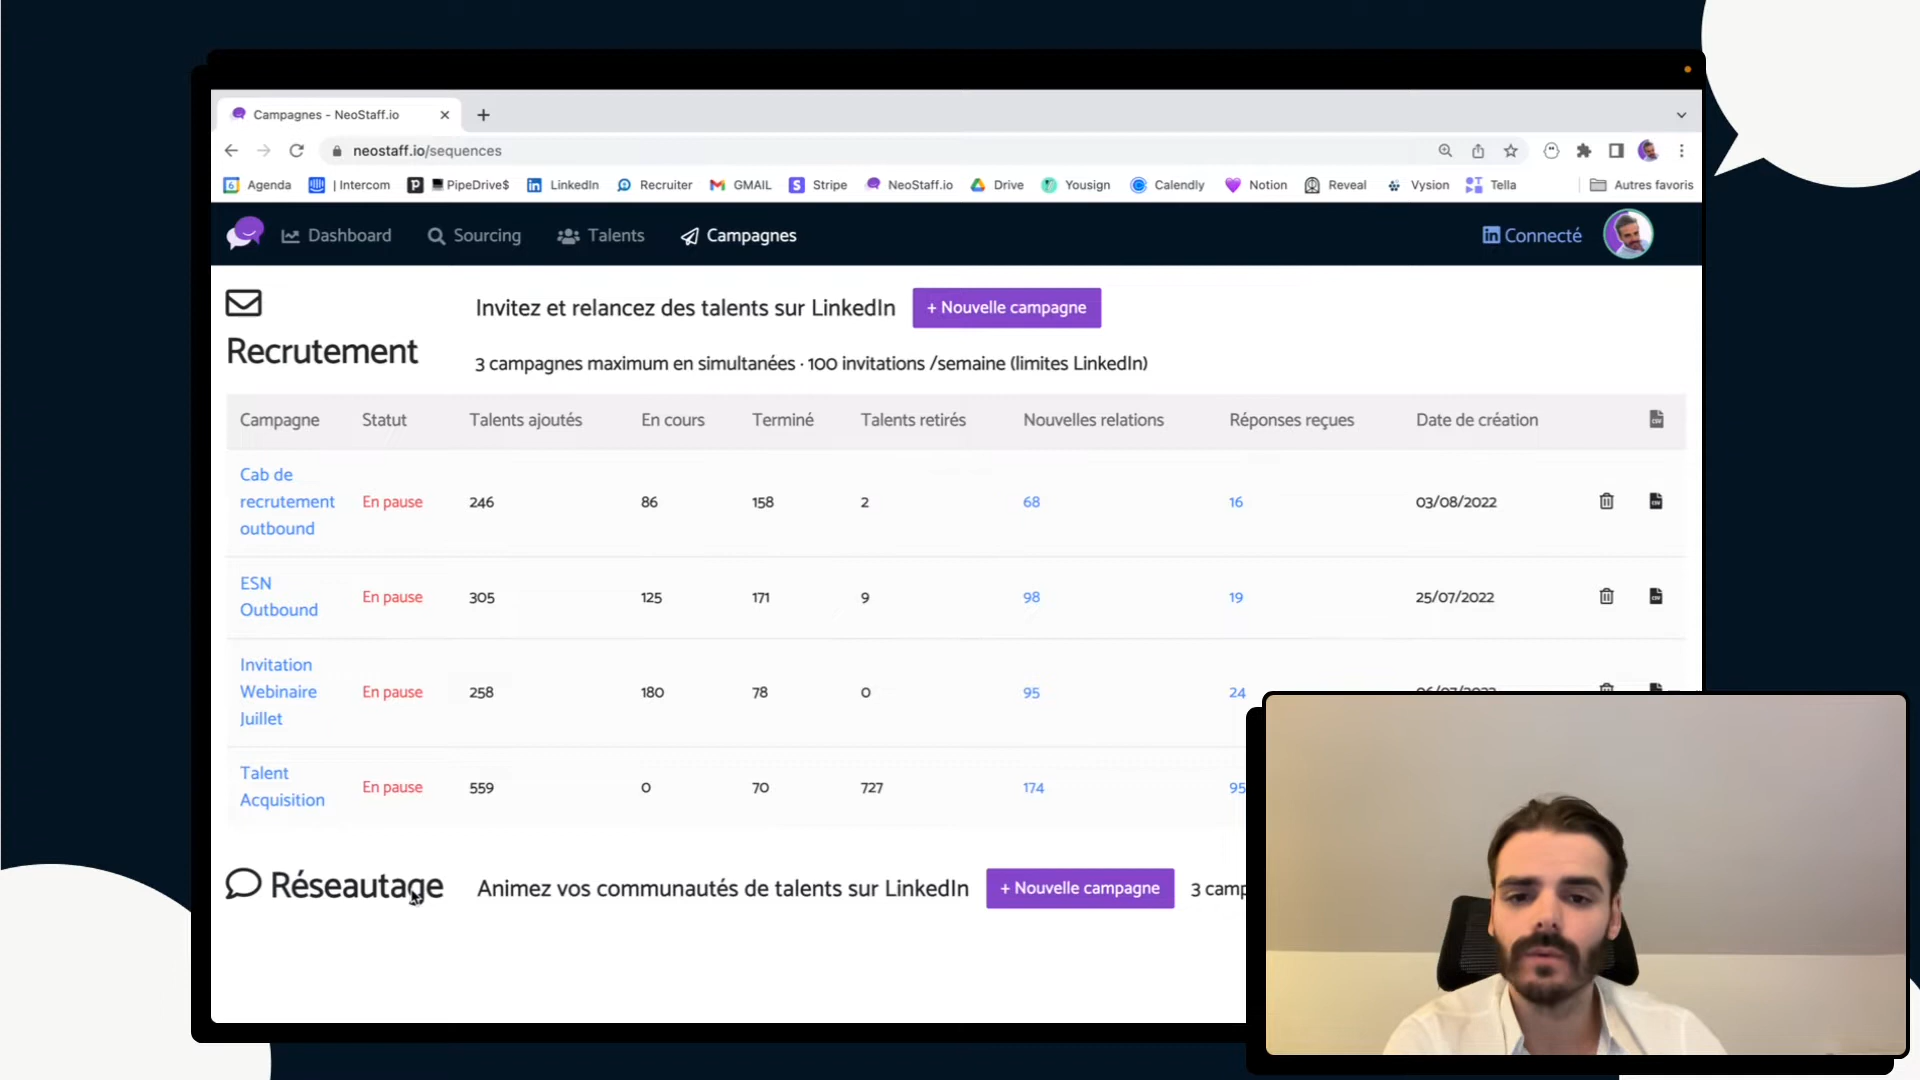 Campagnes - NeoStaff.io
neostaff.io/sequences
Agenda | Intercom PipeDrive$ LinkedIn Recruiter GMAIL Stripe NeoStaff.io Drive Yousign Calendly Notion Reveal Vysion Tella Autres favoris
Dashboard Sourcing Talents Campagnes Connecté
Recrutement
Invitez et relancez des talents sur LinkedIn + Nouvelle campagne
3 campagnes maximum en simultanées · 100 invitations /semaine (limites LinkedIn)
Campagne Statut Talents ajoutés En cours Terminé Talents retirés Nouvelles relations Réponses reçues Date de création
Cab de
recrutement
outbound
En pause 246 86 158 2 68 16 03/08/2022
ESN
Outbound
En pause 305 125 171 9 98 19 25/07/2022
Invitation
Webinaire
Juillet
En pause 258 180 78 0 95 24
Talent
Acquisition
En pause 559 0 70 727 174 95
Réseautage Animez vos communautés de talents sur LinkedIn + Nouvelle campagne 3